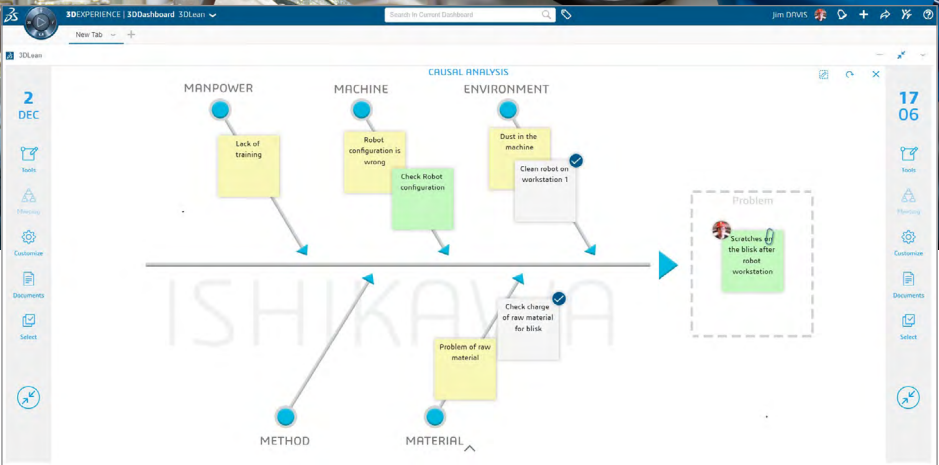 3DEXPERIENCE | 3DDashboard 3DLean
Search In Current Dashboard
Jim DAVIS
New Tab
3DLean
CAUSAL ANALYSIS
2
DEC
17
06
MANPOWER
MACHINE
ENVIRONMENT
Lack of
training
Robot
configuration is
wrong
Check Robot
configuration
Dust in the
machine
Clean robot on
workstation 1
Problem
Scratches on
the blisk after
robot
workstation
ISHIKAWA
Check charge
of raw material
for blisk
Problem of raw
material
METHOD
MATERIAL
Tools
Customize
Documents
Select
Tools
Customize
Documents
Select